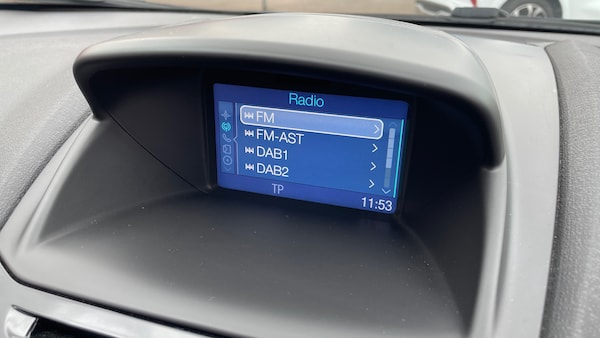 Radio
FM
FM-AST
DAB1
DAB2
TP
11:53